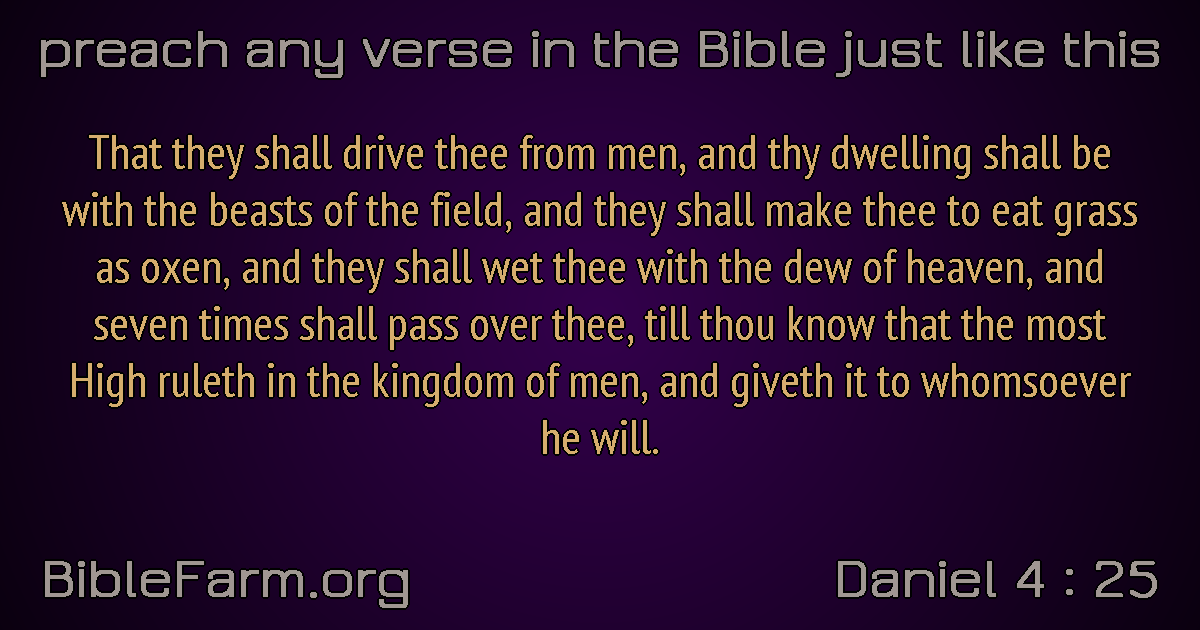 preach any verse in the Bible just like this
That they shall drive thee from men, and thy dwelling shall be
with the beasts of the field, and they shall make thee to eat grass
as oxen, and they shall wet thee with the dew of heaven, and
seven times shall pass over thee, till thou know that the most
High ruleth in the kingdom of men, and giveth it to whomsoever
he will.
BibleFarm.org
Daniel 4 : 25